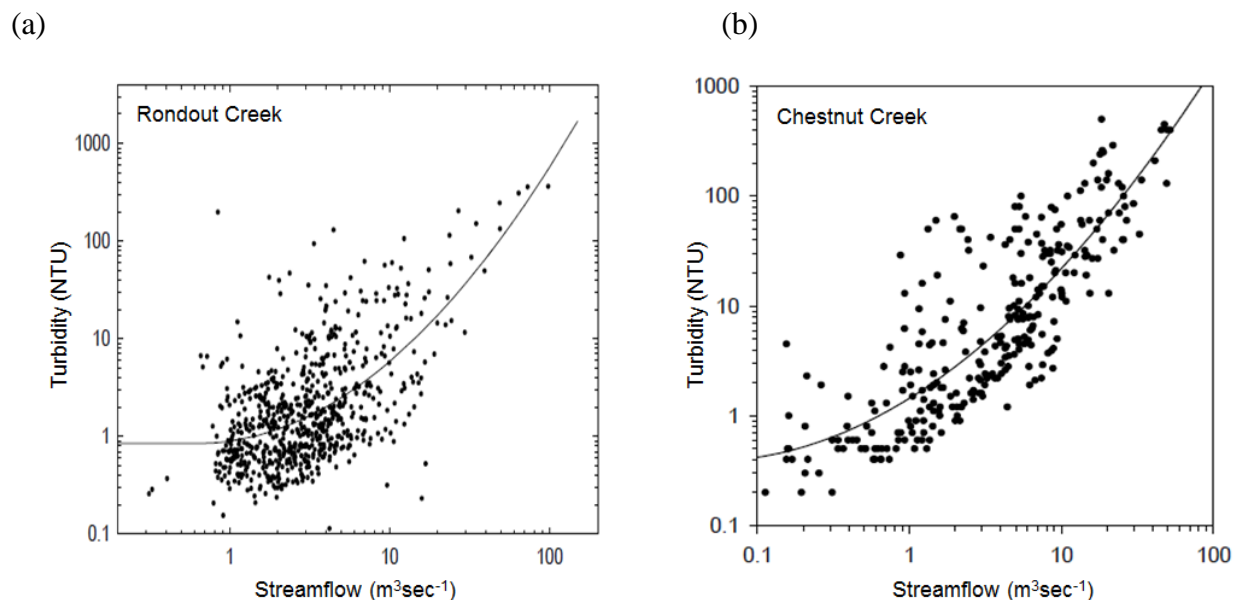 (a)
Rondout Creek
1000
100
10
1
0.1
1
10
100
Turbidity (NTU)
Streamflow (m³sec⁻¹)
(b)
Chestnut Creek
1000
100
10
1
0.1
0.1
1
10
100
Turbidity (NTU)
Streamflow (m³sec⁻¹)